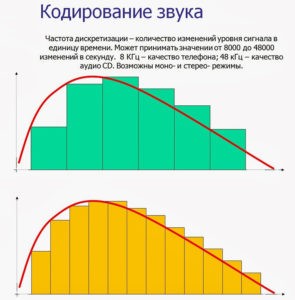 Кодирование звука
Частота дискретизации – количество изменений уровня сигнала в
единицу времени. Может принимать значении от 8000 до 48000
изменений в секунду. 8 КГц – качество телефона; 48 кГц – качество
аудио CD. Возможны моно- и стерео- режимы.